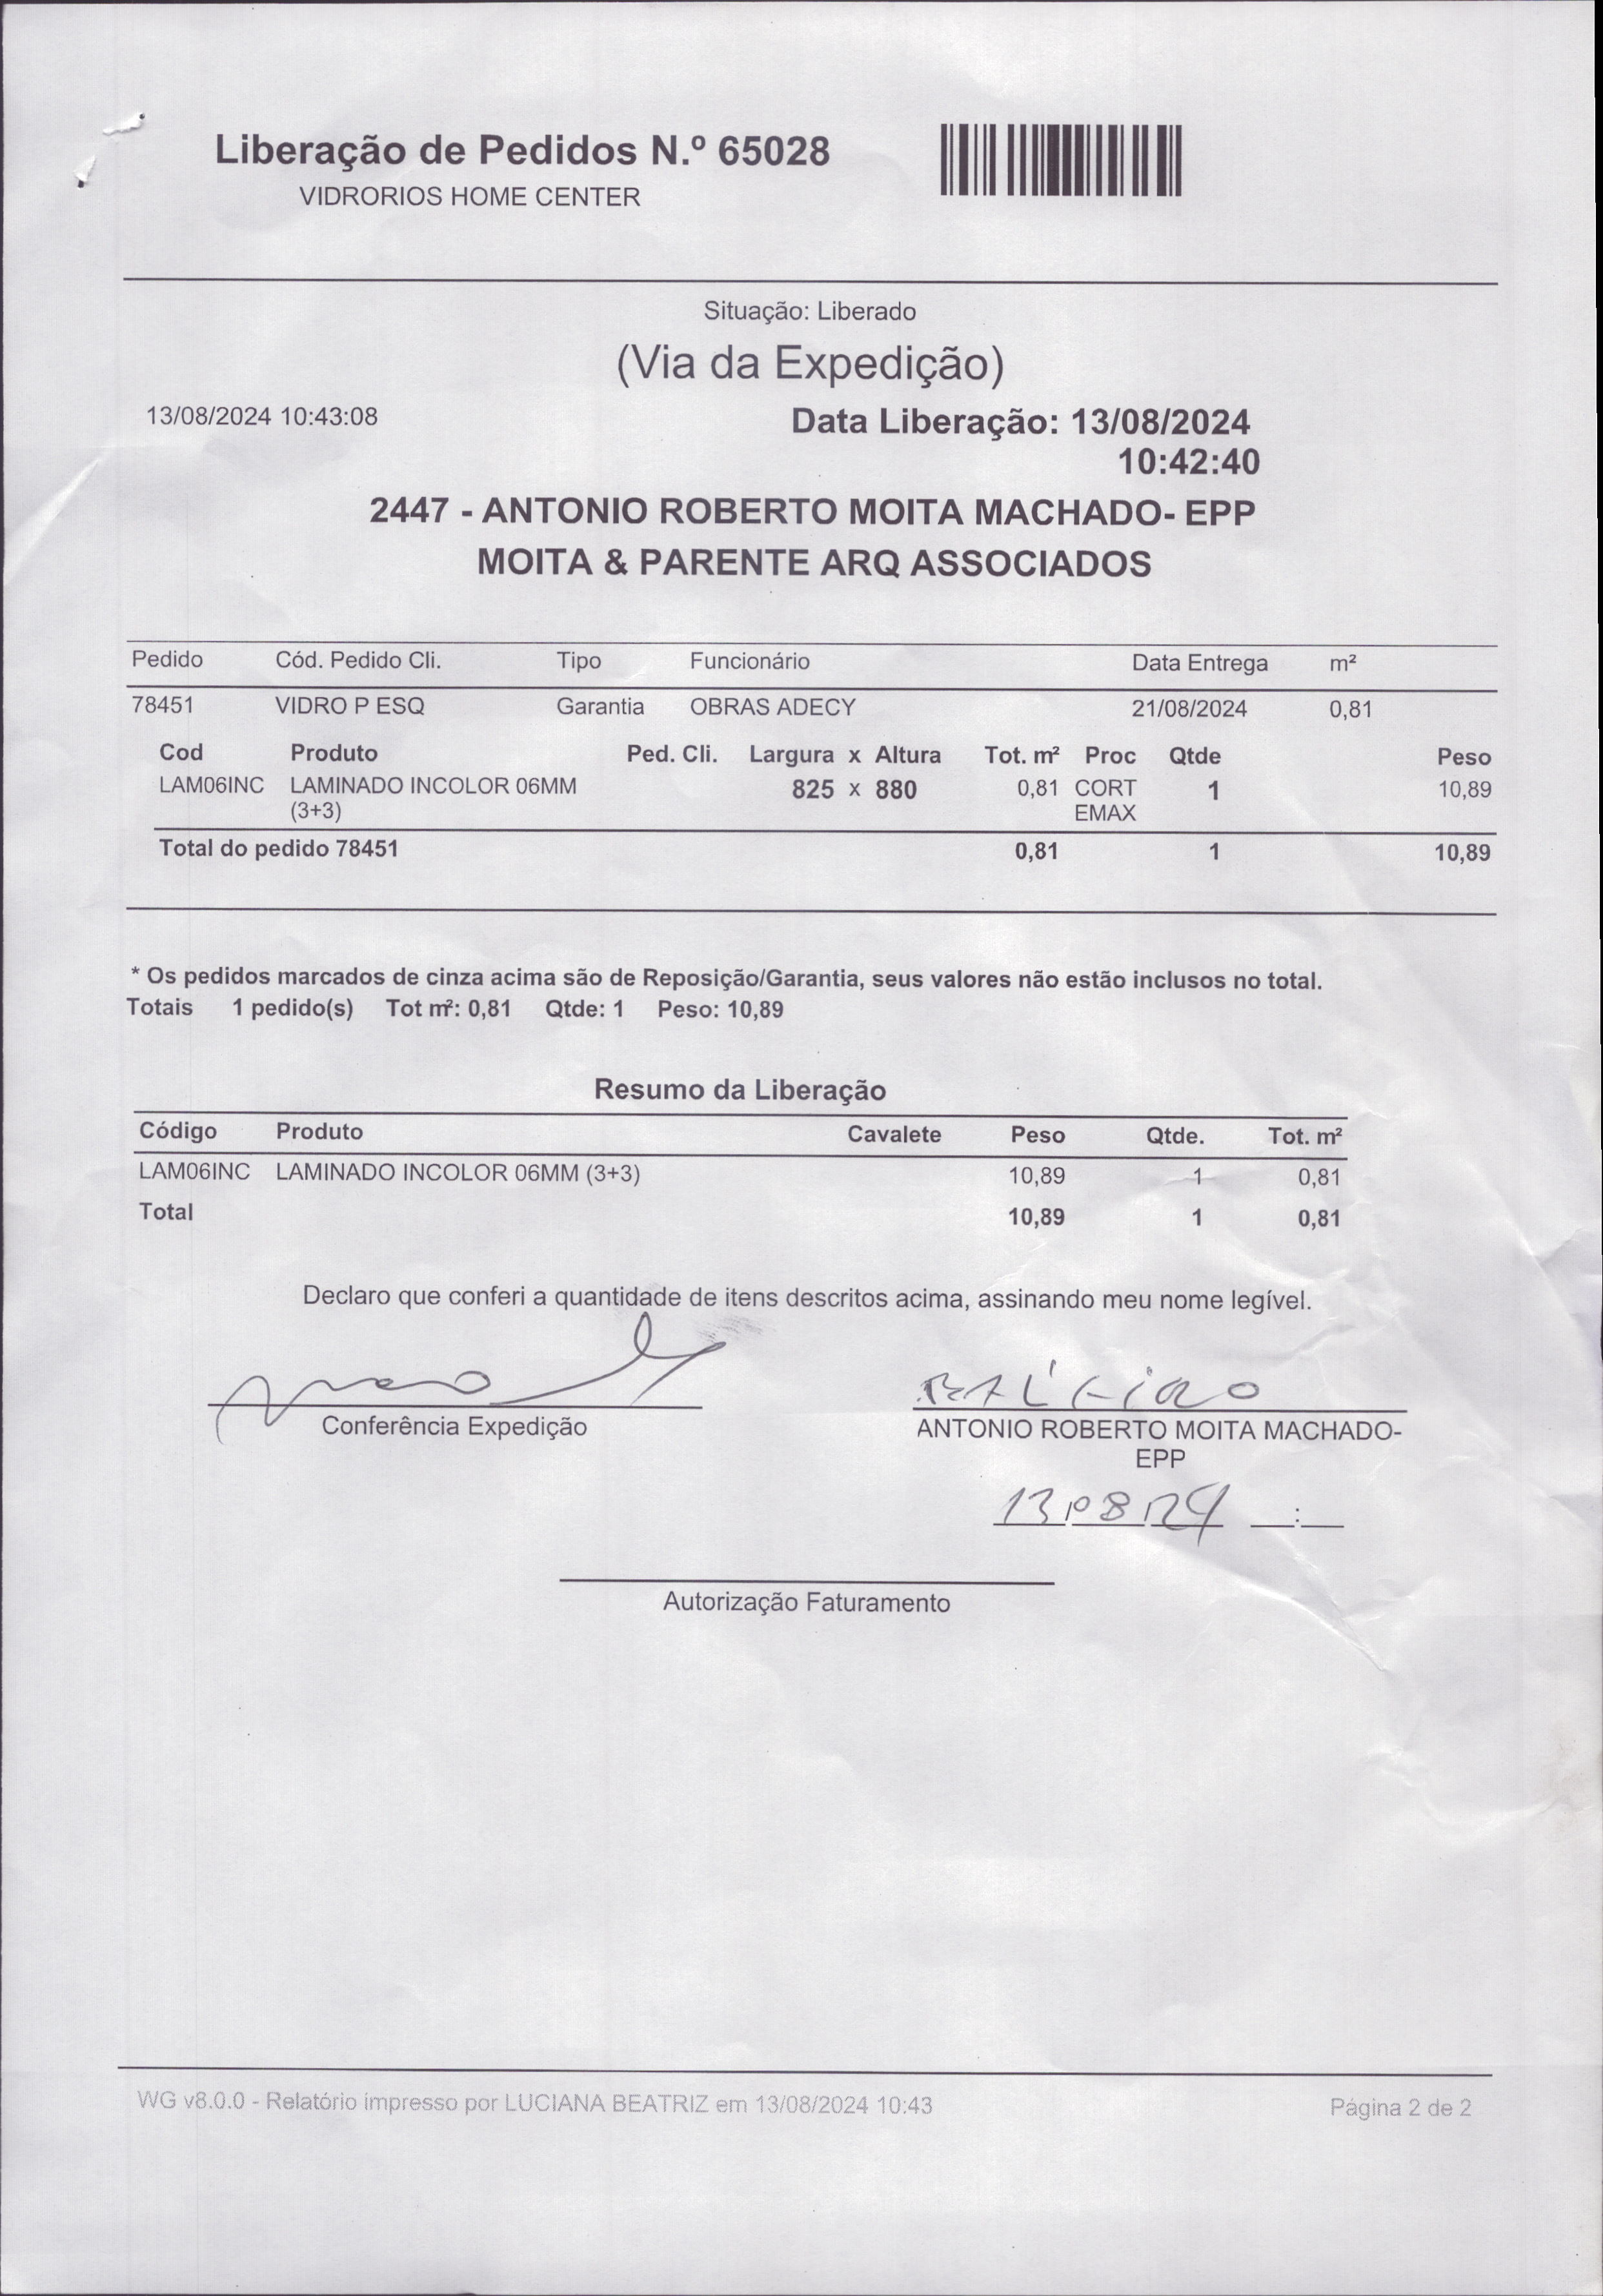 Liberação de Pedidos N.º 65028
VIDRORIOS HOME CENTER
Situação: Liberado
(Via da Expedição)
13/08/2024 10:43:08 Data Liberação: 13/08/2024
10:42:40
2447 - ANTONIO ROBERTO MOITA MACHADO- EPP
MOITA & PARENTE ARQ ASSOCIADOS
Pedido Cód. Pedido Cli. Tipo Funcionário Data Entrega m²
78451 VIDRO P ESQ Garantia OBRAS ADECY 21/08/2024 0,81
Cod Produto Ped. Cli. Largura x Altura Tot. m² Proc Qtde Peso
LAM06INC LAMINADO INCOLOR 06MM 825 x 880 0,81 CORT 1 10,89
(3+3) EMAX
Total do pedido 78451 0,81 1 10,89
* Os pedidos marcados de cinza acima são de Reposição/Garantia, seus valores não estão inclusos no total.
Totais 1 pedido(s) Tot m²: 0,81 Qtde: 1 Peso: 10,89
Resumo da Liberação
Código Produto Cavalete Peso Qtde. Tot. m²
LAM06INC LAMINADO INCOLOR 06MM (3+3) 10,89 1 0,81
Total 10,89 1 0,81
Declaro que conferi a quantidade de itens descritos acima, assinando meu nome legível.
Conferência Expedição
ANTONIO ROBERTO MOITA MACHADO-
EPP
13/08/24 __:__
Autorização Faturamento
WG v8.0.0 - Relatório impresso por LUCIANA BEATRIZ em 13/08/2024 10:43 Página 2 de 2